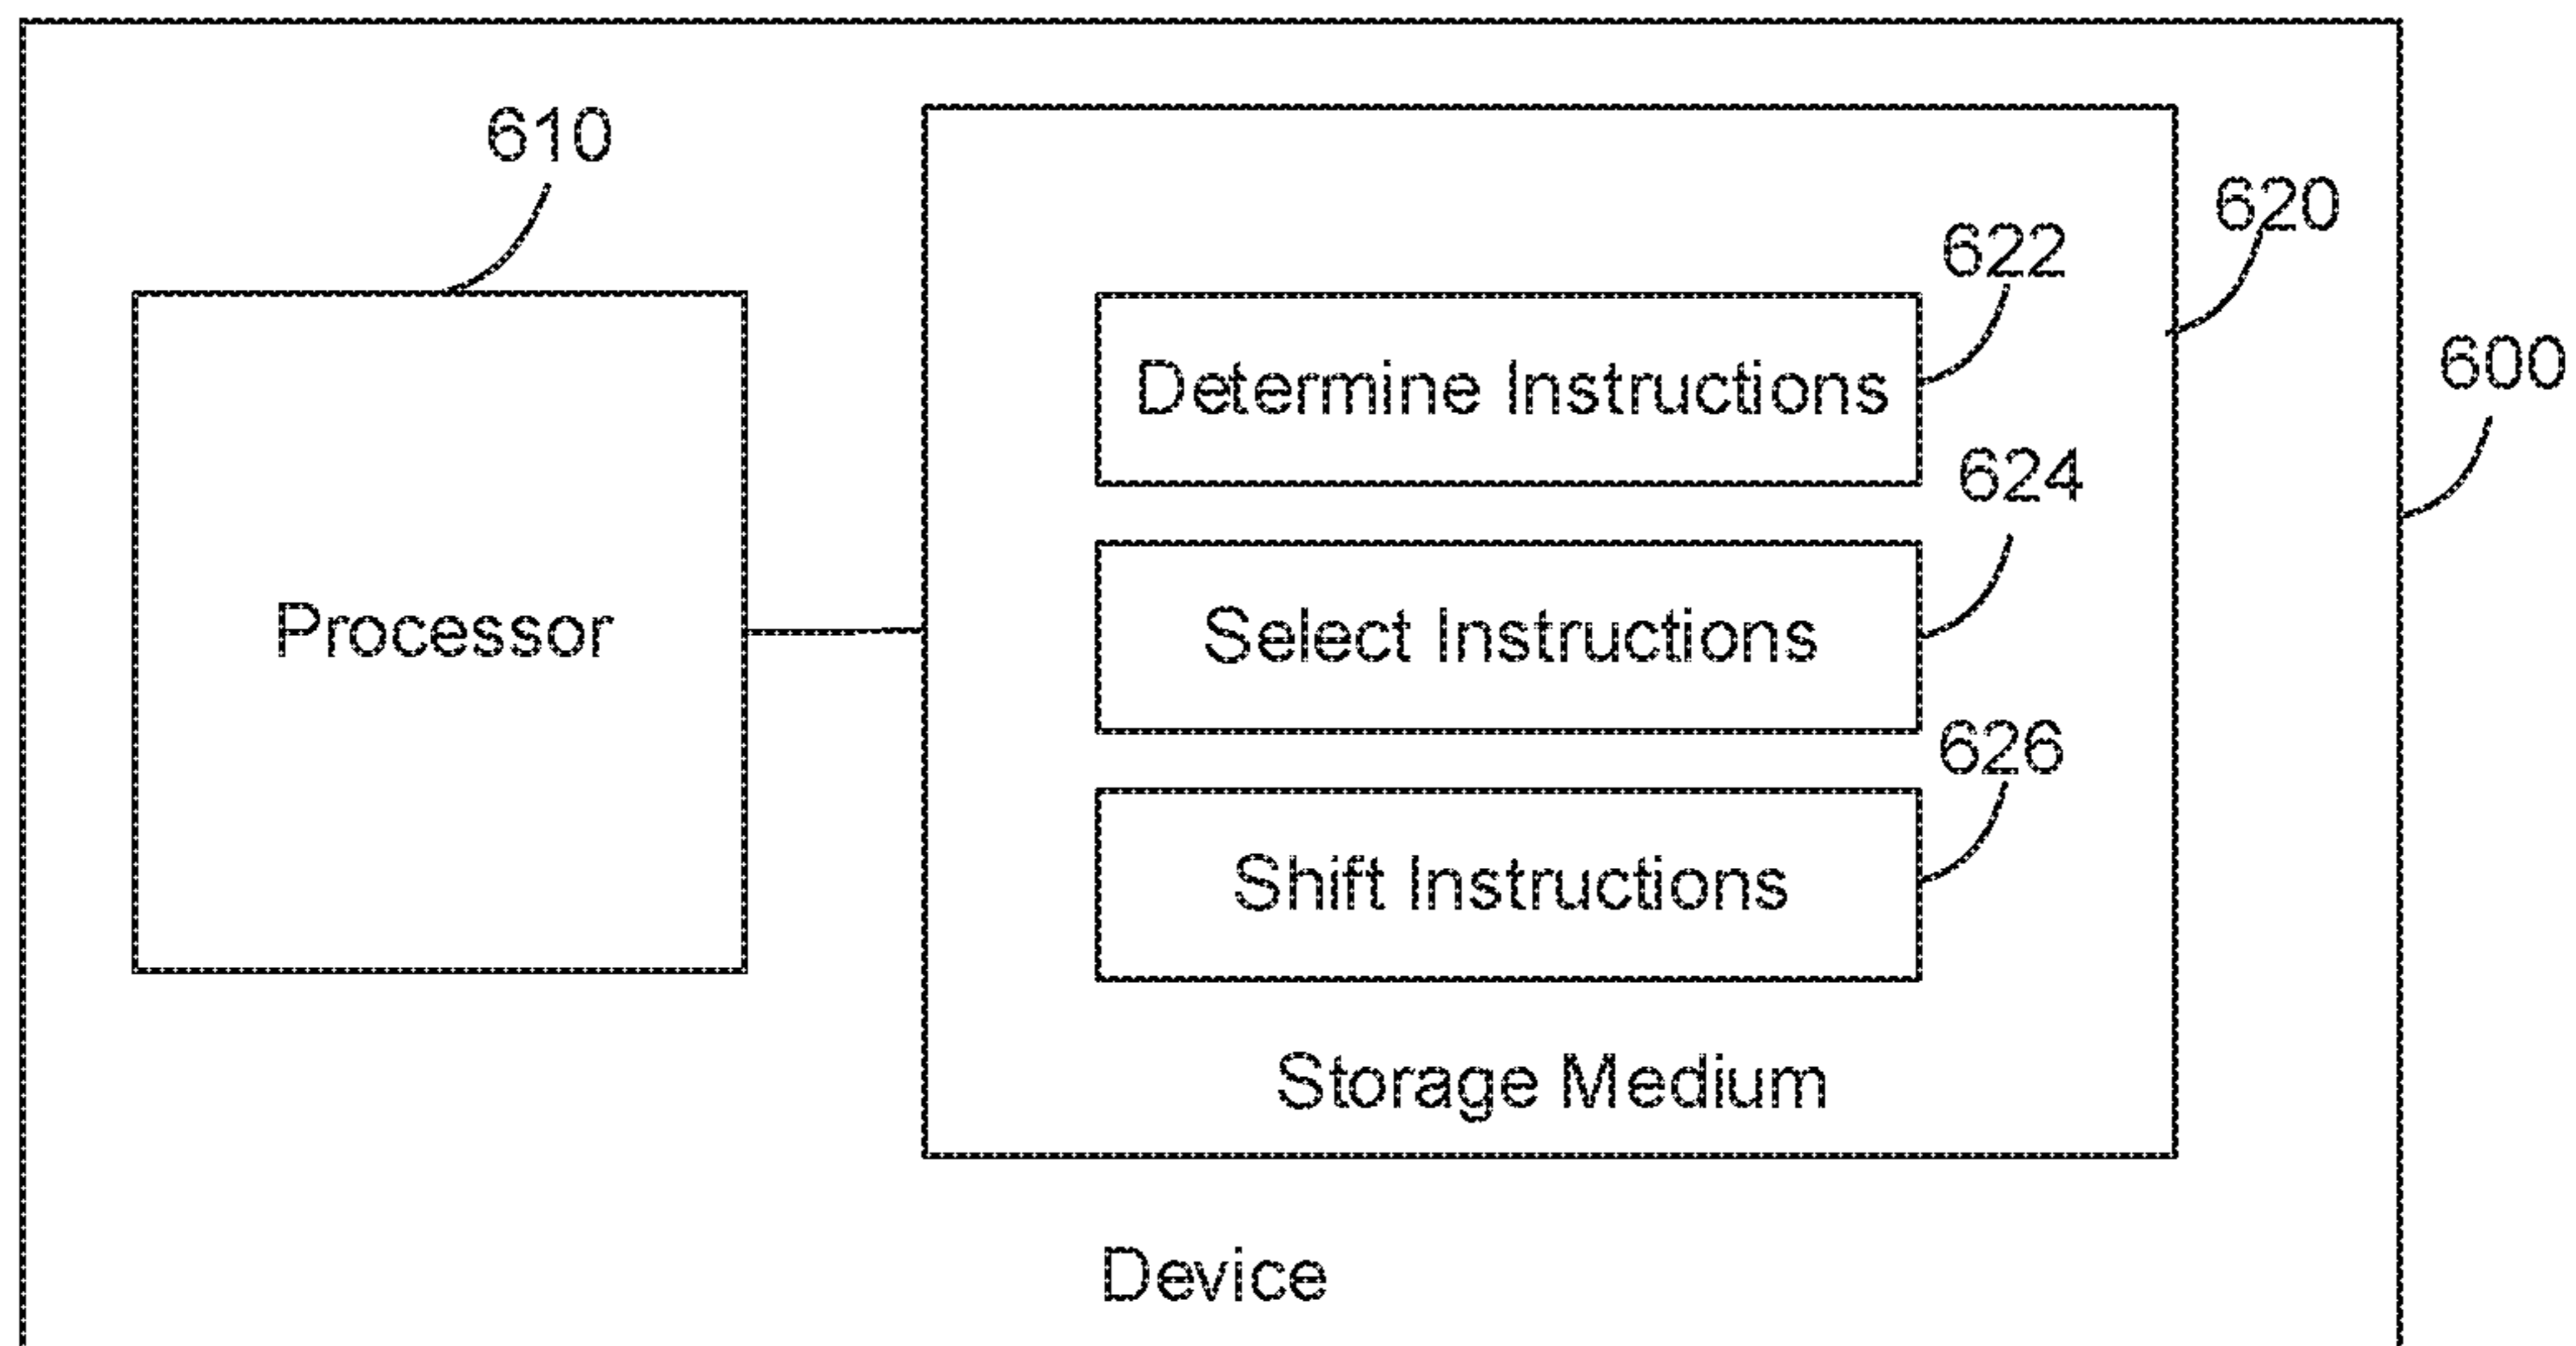 610
620
622
600
Determine Instructions
624
Processor
Select Instructions
626
Shift Instructions
Storage Medium
Device